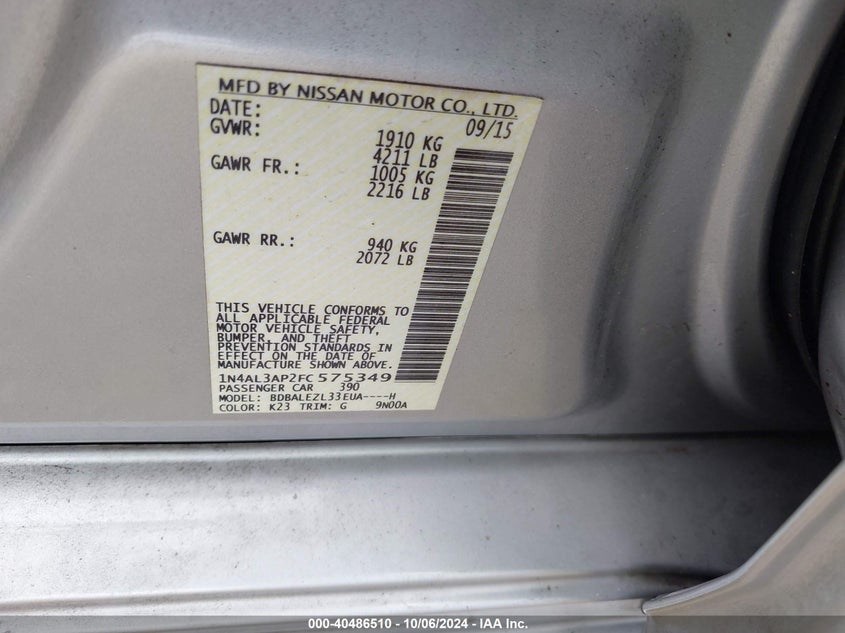 MFD BY NISSAN MOTOR CO., LTD.
DATE: 09/15
GVWR: 1910 KG
4211 LB
GAWR FR.: 1005 KG
2216 LB
GAWR RR.: 940 KG
2072 LB
THIS VEHICLE CONFORMS TO
ALL APPLICABLE FEDERAL
MOTOR VEHICLE SAFETY,
BUMPER, AND THEFT
PREVENTION STANDARDS IN
EFFECT ON THE DATE OF
MANUFACTURE SHOWN ABOVE.
1N4AL3AP2FC575349
PASSENGER CAR 390
MODEL: BDBALEZL33EUA----H
COLOR: K23 TRIM: G 9N00A
000-40486510 - 10/06/2024 - IAA Inc.